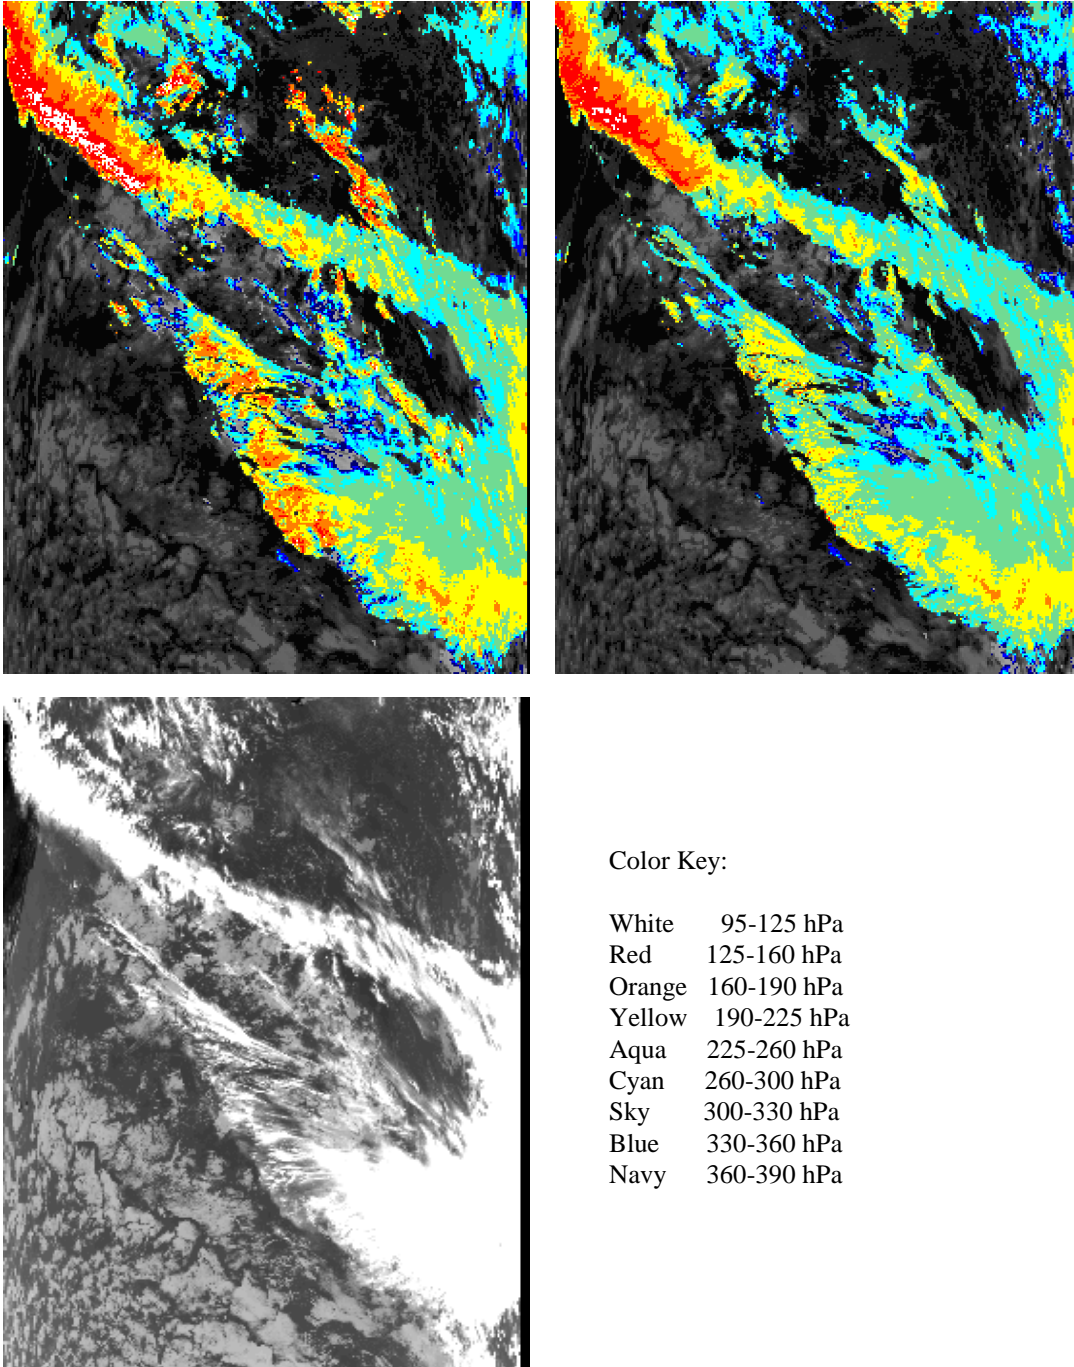 Color Key:
White 95-125 hPa
Red 125-160 hPa
Orange 160-190 hPa
Yellow 190-225 hPa
Aqua 225-260 hPa
Cyan 260-300 hPa
Sky 300-330 hPa
Blue 330-360 hPa
Navy 360-390 hPa